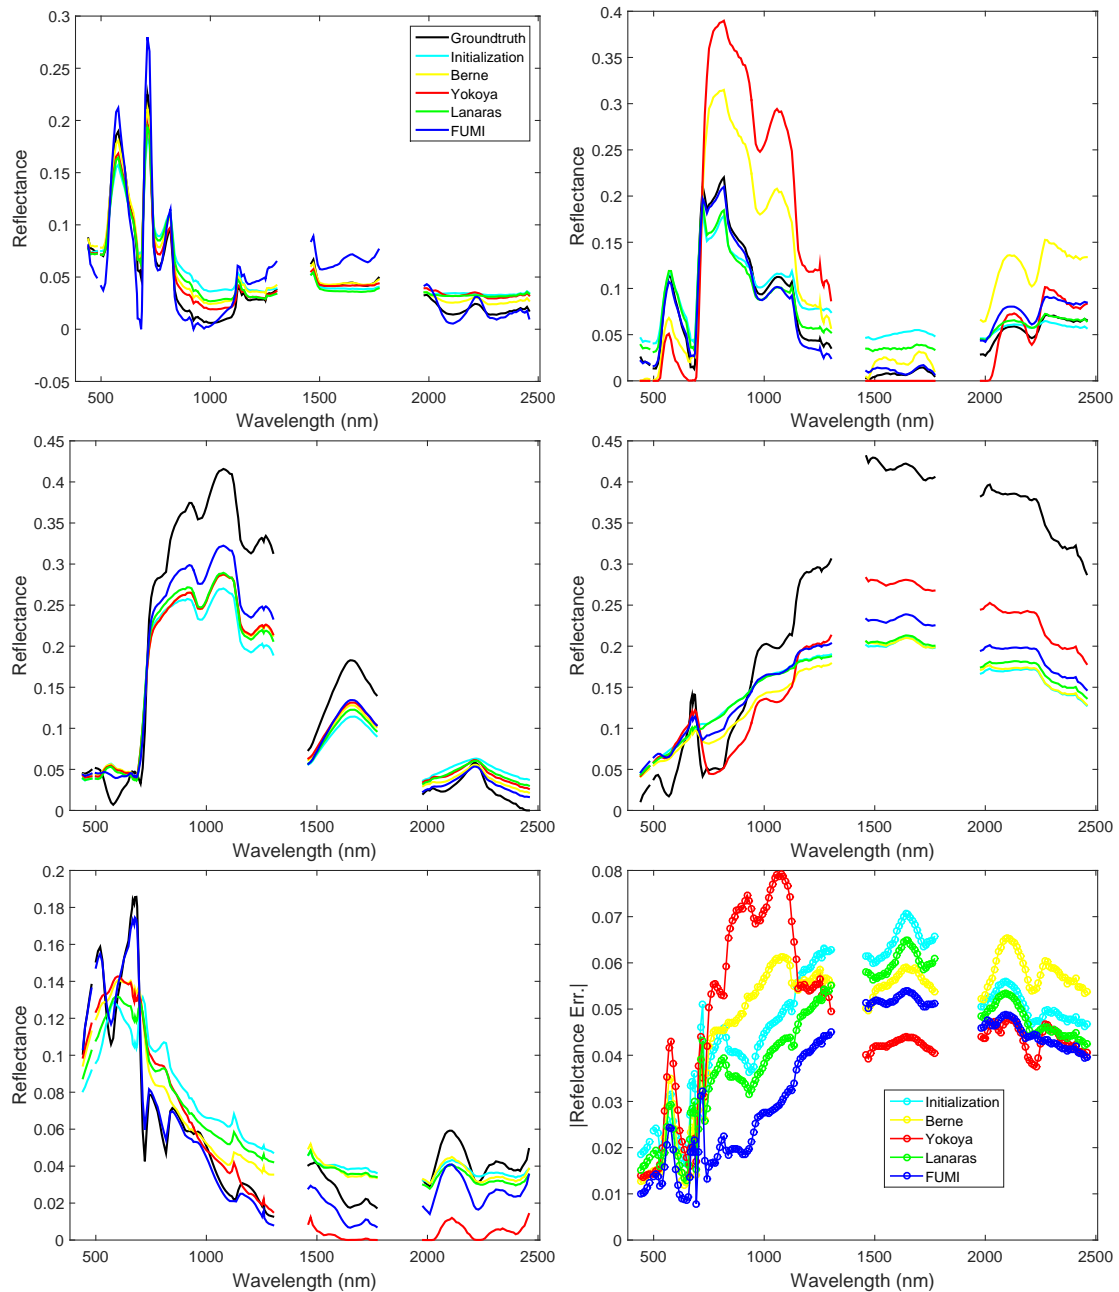 0.3
0.25
0.2
0.15
0.1
0.05
0
-0.05
500 1000 1500 2000 2500
Reflectance
Wavelength (nm)
Groundtruth
Initialization
Berne
Yokoya
Lanaras
FUMI
0.4
0.35
0.3
0.25
0.2
0.15
0.1
0.05
0
500 1000 1500 2000 2500
Reflectance
Wavelength (nm)
0.45
0.4
0.35
0.3
0.25
0.2
0.15
0.1
0.05
0
500 1000 1500 2000 2500
Reflectance
Wavelength (nm)
0.45
0.4
0.35
0.3
0.25
0.2
0.15
0.1
0.05
0
500 1000 1500 2000 2500
Reflectance
Wavelength (nm)
0.2
0.18
0.16
0.14
0.12
0.1
0.08
0.06
0.04
0.02
0
500 1000 1500 2000 2500
Reflectance
Wavelength (nm)
0.08
0.07
0.06
0.05
0.04
0.03
0.02
0.01
0
500 1000 1500 2000 2500
|Refelctance Err.|
Wavelength (nm)
Initialization
Berne
Yokoya
Lanaras
FUMI